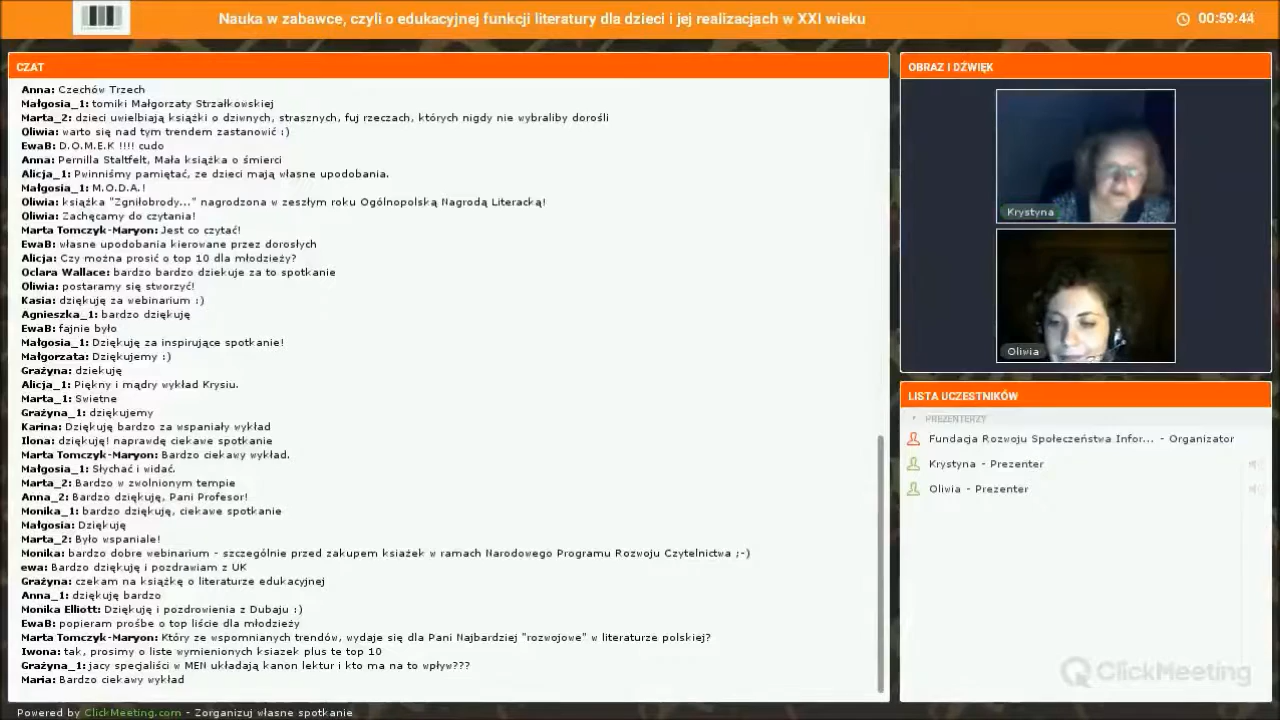 Nauka w zabawce, czyli o edukacyjnej funkcji literatury dla dzieci i jej realizacjach w XXI wieku
00:59:44
CZAT
Anna: Czechów Trzech
Małgosia_1: tomiki Małgorzaty Strzałkowskiej
Marta_2: dzieci uwielbiają książki o dziwnych, strasznych, fuj rzeczach, których nigdy nie wybraliby dorośli
Oliwia: warto się nad tym trendem zastanowić :)
EwaB: D.O.M.E.K !!!! cudo
Anna: Pernilla Staltfelt, Mała książka o śmierci
Alicja_1: Pwinniśmy pamiętać, ze dzieci mają własne upodobania.
Małgosia_1: M.O.D.A.!
Oliwia: książka "Zgniłobrody..." nagrodzona w zeszłym roku Ogólnopolską Nagrodą Literacką!
Oliwia: Zachęcamy do czytania!
Marta Tomczyk-Maryon: Jest co czytać!
EwaB: własne upodobania kierowane przez dorosłych
Alicja: Czy można prosić o top 10 dla młodzieży?
Oclara Wallace: bardzo bardzo dziekuje za to spotkanie
Oliwia: postaramy się stworzyć!
Kasia: dziękuję za webinarium :)
Agnieszka_1: bardzo dziękuję
EwaB: fajnie było
Małgosia_1: Dziękuję za inspirujące spotkanie!
Małgorzata: Dziękujemy :)
Grażyna: dziekuję
Alicja_1: Piękny i mądry wykład Krysiu.
Marta_1: Swietne
Grażyna_1: dziękujemy
Karina: Dziękuję bardzo za wspaniały wykład
Ilona: dziękuję! naprawdę ciekawe spotkanie
Marta Tomczyk-Maryon: Bardzo ciekawy wykład.
Małgosia_1: Słychać i widać.
Marta_2: Bardzo w zwolnionym tempie
Anna_2: Bardzo dziękuję, Pani Profesor!
Monika_1: bardzo dziękuję, ciekawe spotkanie
Małgosia: Dziękuję
Marta_2: Było wspaniale!
Monika: bardzo dobre webinarium - szczególnie przed zakupem ksiażek w ramach Narodowego Programu Rozwoju Czytelnictwa ;-)
ewa: Bardzo dziękuję i pozdrawiam z UK
Grażyna: czekam na książkę o literaturze edukacyjnej
Anna_1: dziękuję bardzo
Monika Elliott: Dziękuję i pozdrowienia z Dubaju :)
EwaB: popieram prośbe o top liście dla młodzieży
Marta Tomczyk-Maryon: Który ze wspomnianych trendów, wydaje się dla Pani Najbardziej "rozwojowe" w literaturze polskiej?
Iwona: tak, prosimy o liste wymienionych ksiazek plus te top 10
Grażyna_1: jacy specjaliści w MEN układają kanon lektur i kto ma na to wpływ???
Maria: Bardzo ciekawy wykład
OBRAZ I DŹWIĘK
Krystyna
Oliwia
LISTA UCZESTNIKÓW
PREZENTERZY
Fundacja Rozwoju Społeczeństwa Infor... - Organizator
Krystyna - Prezenter
Oliwia - Prezenter
ClickMeeting
Powered by ClickMeeting.com - Zorganizuj własne spotkanie